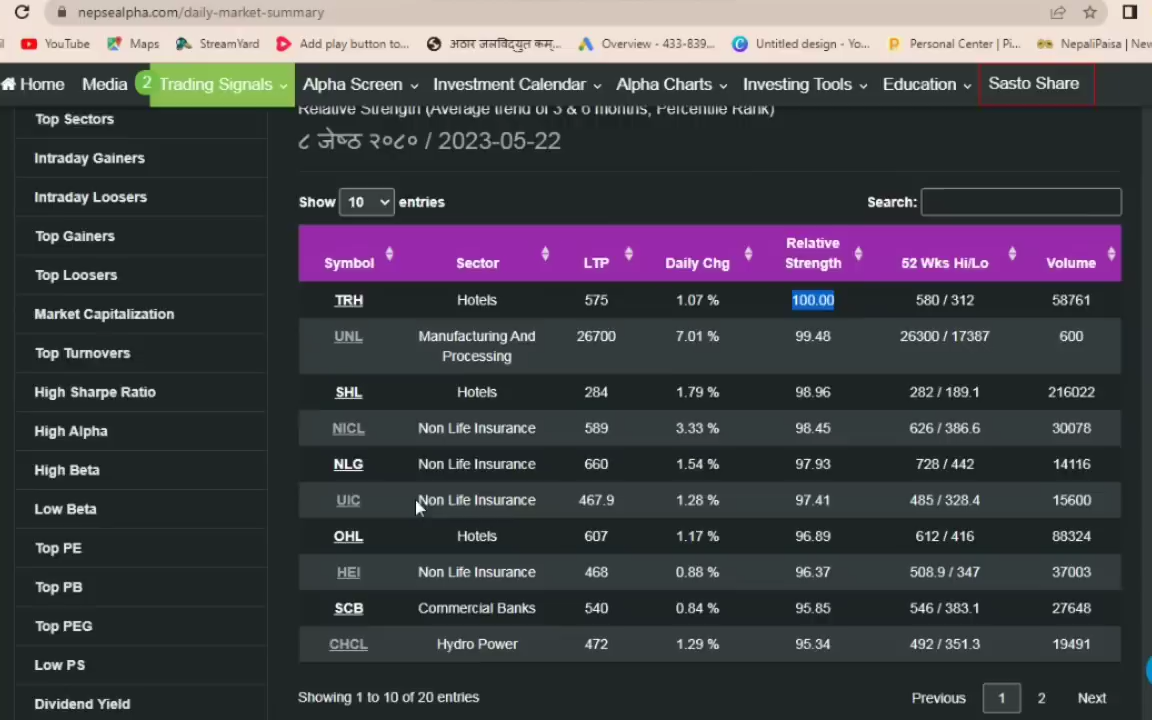 nepsealpha.com/daily-market-summary
YouTube Maps StreamYard Add play button to... अठार जलविद्युत कम्... Overview - 433-839... Untitled design - Yo... Personal Center | Pi... NepaliPaisa | New
Home Media 2 Trading Signals Alpha Screen Investment Calendar Alpha Charts Investing Tools Education Sasto Share
Relative Strength (Average trend of 3 & 6 months, Percentile Rank)
८ जेष्ठ २०८० / 2023-05-22
Top Sectors
Intraday Gainers
Intraday Loosers
Top Gainers
Top Loosers
Market Capitalization
Top Turnovers
High Sharpe Ratio
High Alpha
High Beta
Low Beta
Top PE
Top PB
Top PEG
Low PS
Dividend Yield
Show 10 entries Search:
Symbol Sector LTP Daily Chg Relative Strength 52 Wks Hi/Lo Volume
TRH Hotels 575 1.07 % 100.00 580 / 312 58761
UNL Manufacturing And Processing 26700 7.01 % 99.48 26300 / 17387 600
SHL Hotels 284 1.79 % 98.96 282 / 189.1 216022
NICL Non Life Insurance 589 3.33 % 98.45 626 / 386.6 30078
NLG Non Life Insurance 660 1.54 % 97.93 728 / 442 14116
UIC Non Life Insurance 467.9 1.28 % 97.41 485 / 328.4 15600
OHL Hotels 607 1.17 % 96.89 612 / 416 88324
HEI Non Life Insurance 468 0.88 % 96.37 508.9 / 347 37003
SCB Commercial Banks 540 0.84 % 95.85 546 / 383.1 27648
CHCL Hydro Power 472 1.29 % 95.34 492 / 351.3 19491
Showing 1 to 10 of 20 entries Previous 1 2 Next